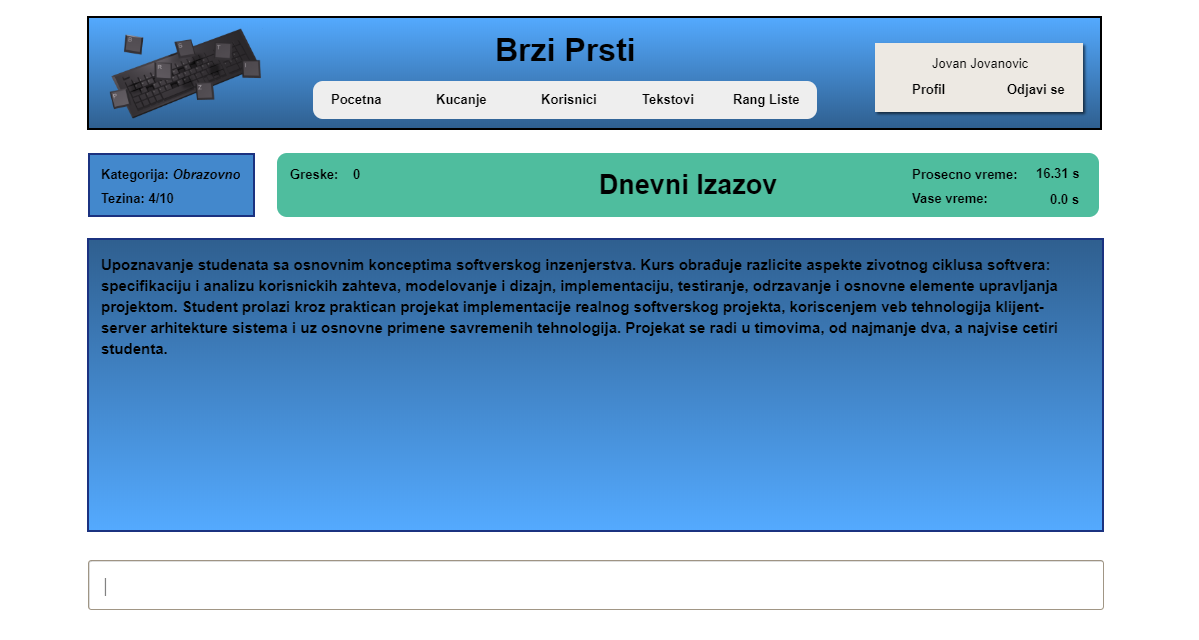 Brzi Prsti
Pocetna Kucanje Korisnici Tekstovi Rang Liste
Jovan Jovanovic
Profil Odjavi se
Kategorija: Obrazovno
Tezina: 4/10
Greske: 0
Dnevni Izazov
Prosecno vreme: 16.31 s
Vase vreme: 0.0 s
Upoznavanje studenata sa osnovnim konceptima softverskog inzenjerstva. Kurs obrađuje razlicite aspekte zivotnog ciklusa softvera:
specifikaciju i analizu korisnickih zahteva, modelovanje i dizajn, implementaciju, testiranje, odrzavanje i osnovne elemente upravljanja
projektom. Student prolazi kroz praktican projekat implementacije realnog softverskog projekta, koriscenjem veb tehnologija klijent-
server arhitekture sistema i uz osnovne primene savremenih tehnologija. Projekat se radi u timovima, od najmanje dva, a najvise cetiri
studenta.